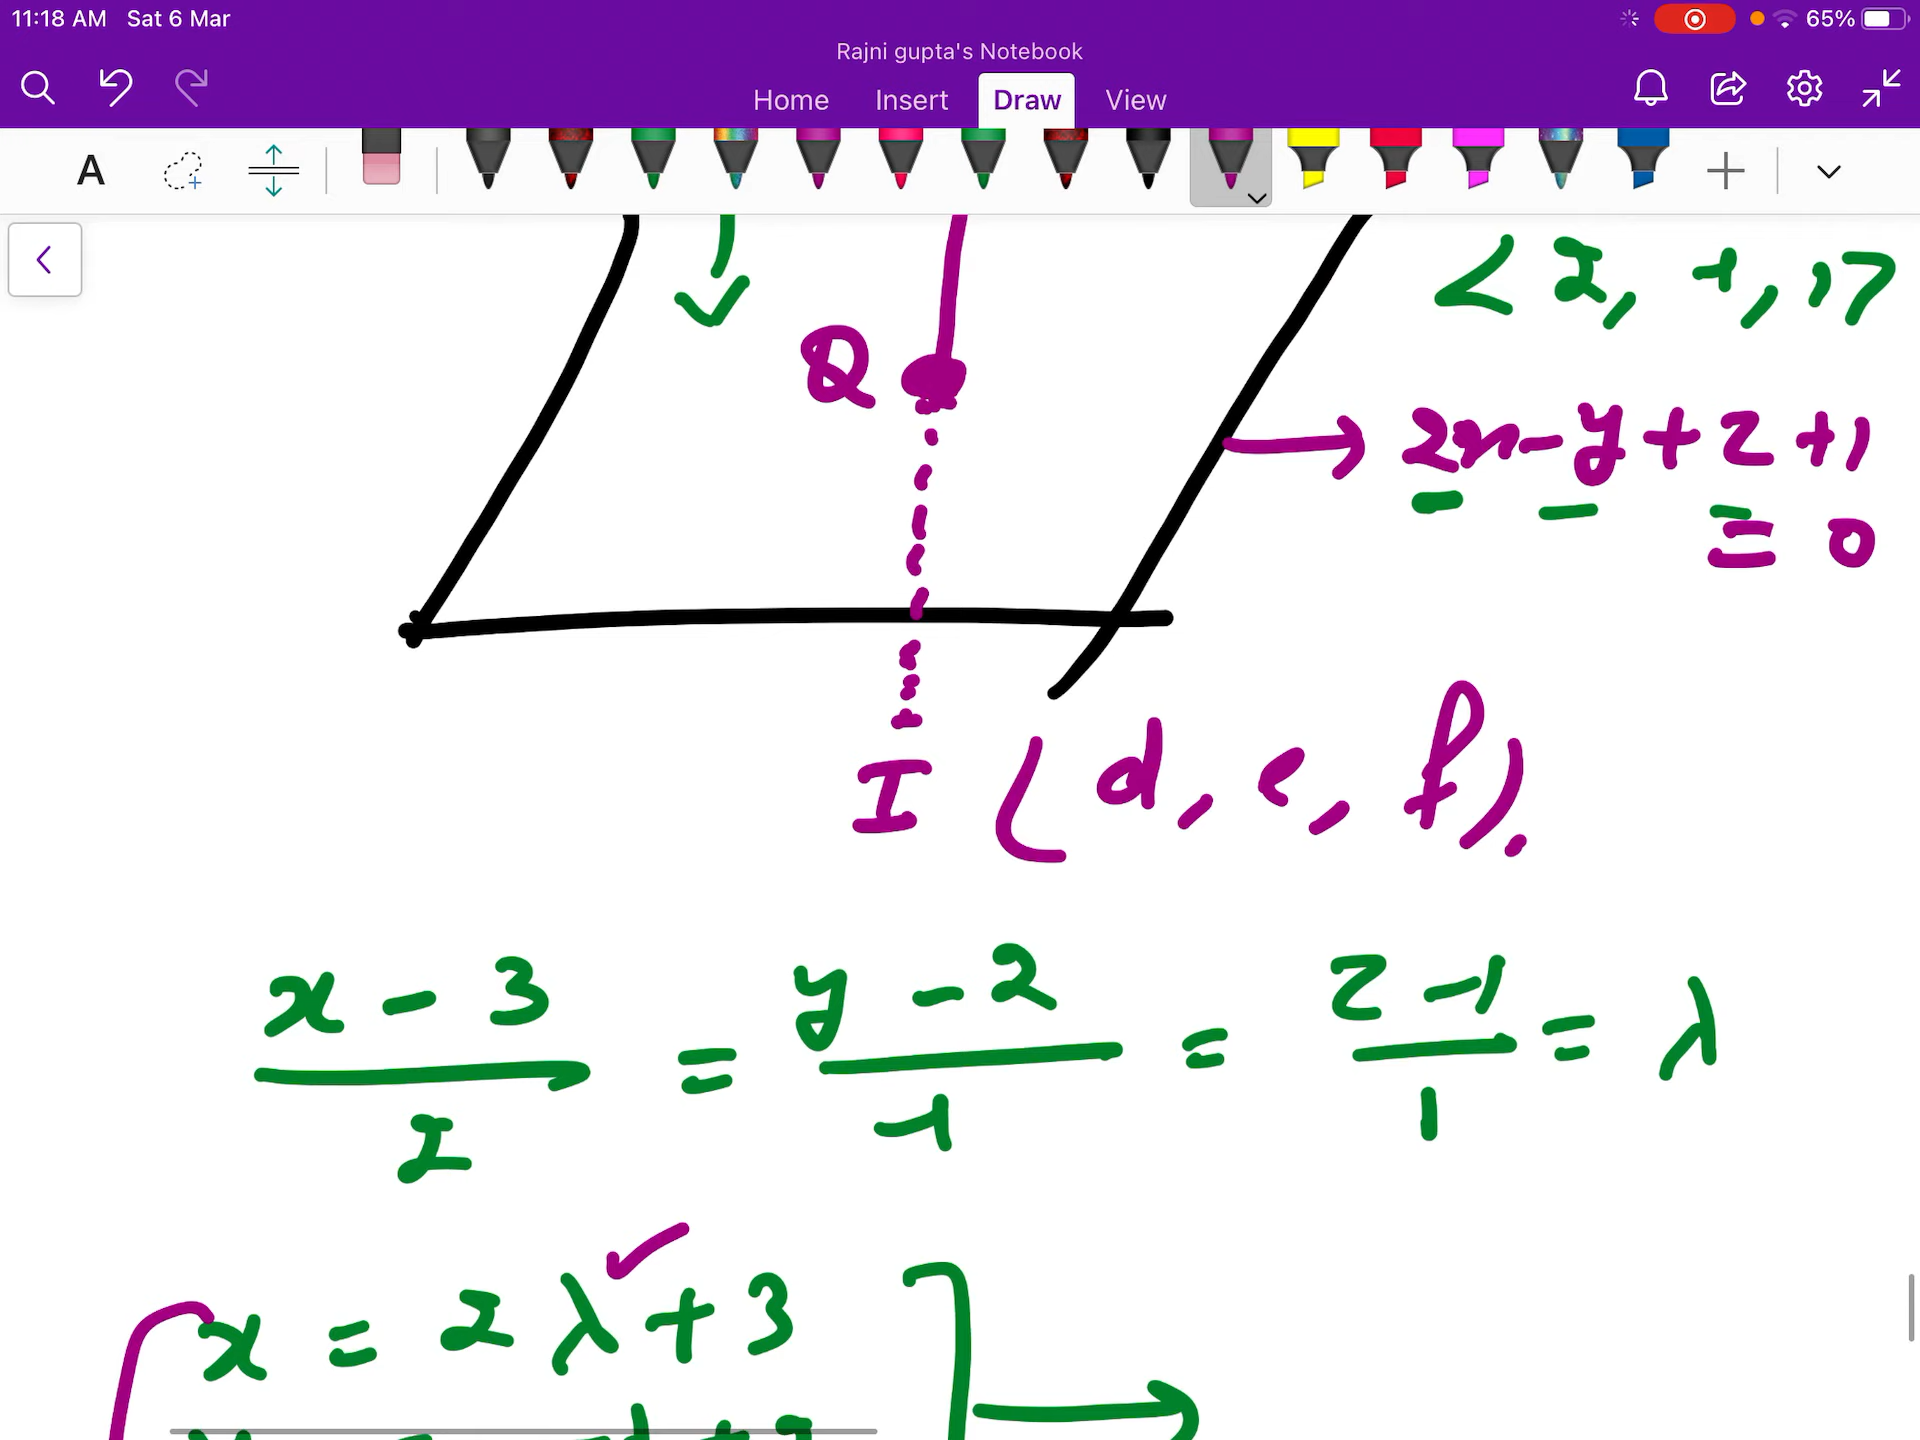 11:18 AM Sat 6 Mar
65%
Rajni gupta's Notebook
Home Insert Draw View
A
< 2, -1, 1>
Q
2x - y + z + 1
= 0
I (d, e, f).
x - 3 / 2 = y - 2 / -1 = z - 1 / 1 = λ
x = 2λ + 3